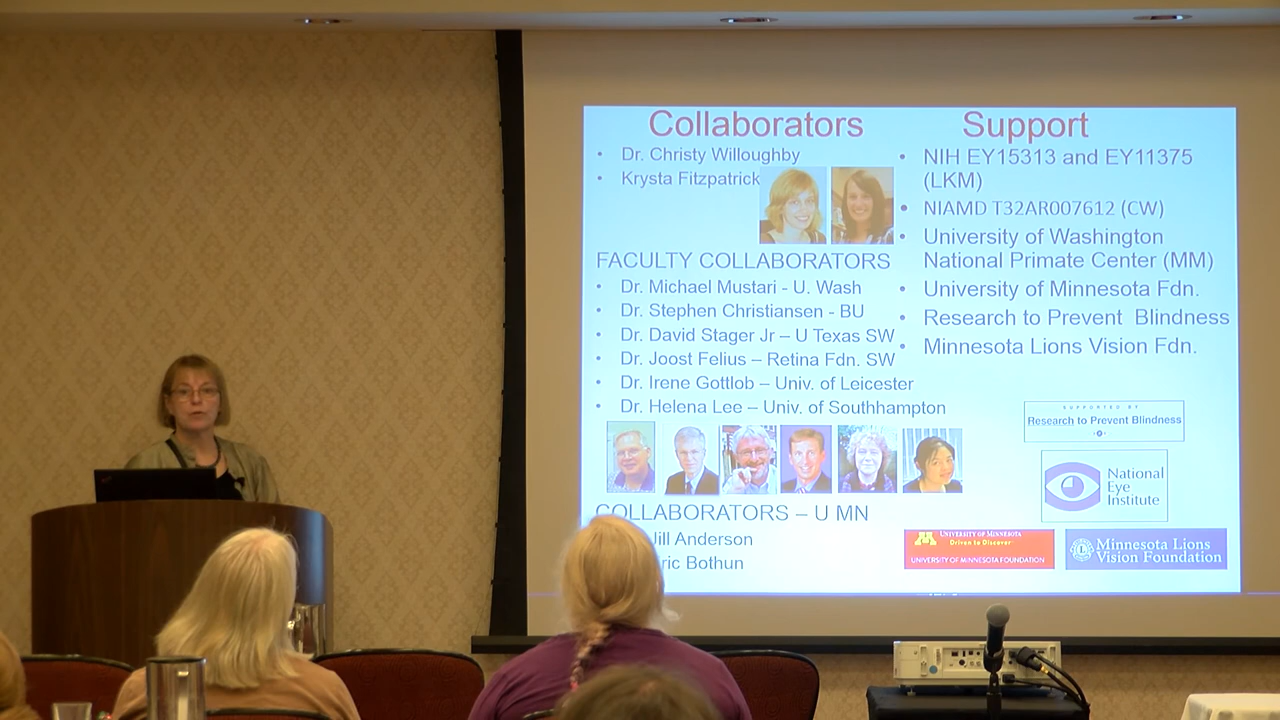 Collaborators
Dr. Christy Willoughby
Krysta Fitzpatrick
FACULTY COLLABORATORS
Dr. Michael Mustari - U. Wash
Dr. Stephen Christiansen - BU
Dr. David Stager Jr – U Texas SW
Dr. Joost Felius – Retina Fdn. SW
Dr. Irene Gottlob – Univ. of Leicester
Dr. Helena Lee – Univ. of Southhampton
COLLABORATORS – U MN
Jill Anderson
ric Bothun
Support
NIH EY15313 and EY11375
(LKM)
NIAMD T32AR007612 (CW)
University of Washington
National Primate Center (MM)
University of Minnesota Fdn.
Research to Prevent Blindness
Minnesota Lions Vision Fdn.
SUPPORTED BY
Research to Prevent Blindness
National
Eye
Institute
UNIVERSITY OF MINNESOTA
Driven to Discover
UNIVERSITY OF MINNESOTA FOUNDATION
Minnesota Lions
Vision Foundation